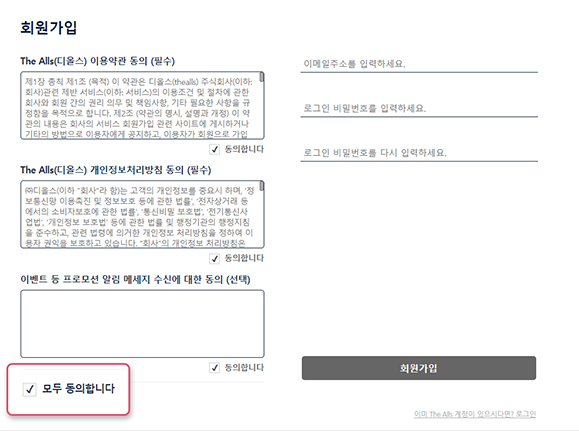 회원가입
The Alls(디올스) 이용약관 동의 (필수)
제1장 총칙 제1조 (목적) 이 약관은 디올스(thealls) 주식회사(이하:
회사)관련 제반 서비스(이하: 서비스)의 이용조건 및 절차에 관한
회사와 회원 간의 권리 의무 및 책임사항, 기타 필요한 사항을 규
정함을 목적으로 합니다. 제2조 (약관의 명시, 설명과 개정) 이 약
관의 내용은 회사의 서비스 회원가입 관련 사이트에 게시하거나
기타의 방법으로 이용자에게 공지하고, 이용자가 회원으로 가입
동의합니다
The Alls(디올스) 개인정보처리방침 동의 (필수)
㈜디올스(이하 "회사"라 함)는 고객의 개인정보를 중요시 하며, '정
보통신망 이용촉진 및 정보보호 등에 관한 법률', '전자상거래 등
에서의 소비자보호에 관한 법률', '통신비밀 보호법', '전기통신사
업법', '개인정보 보호법' 등에 관한 법률 및 행정기관의 행정지침
을 준수하고, 관련 법령에 의거한 개인정보 처리방침을 정하여 이
용자 권익을 보호하고 있습니다. "회사"의 개인정보 처리방침은
동의합니다
이벤트 등 프로모션 알림 메세지 수신에 대한 동의 (선택)
동의합니다
모두 동의합니다
이메일주소를 입력하세요.
로그인 비밀번호를 입력하세요.
로그인 비밀번호를 다시 입력하세요.
회원가입
이미 The Alls 계정이 있으시다면? 로그인